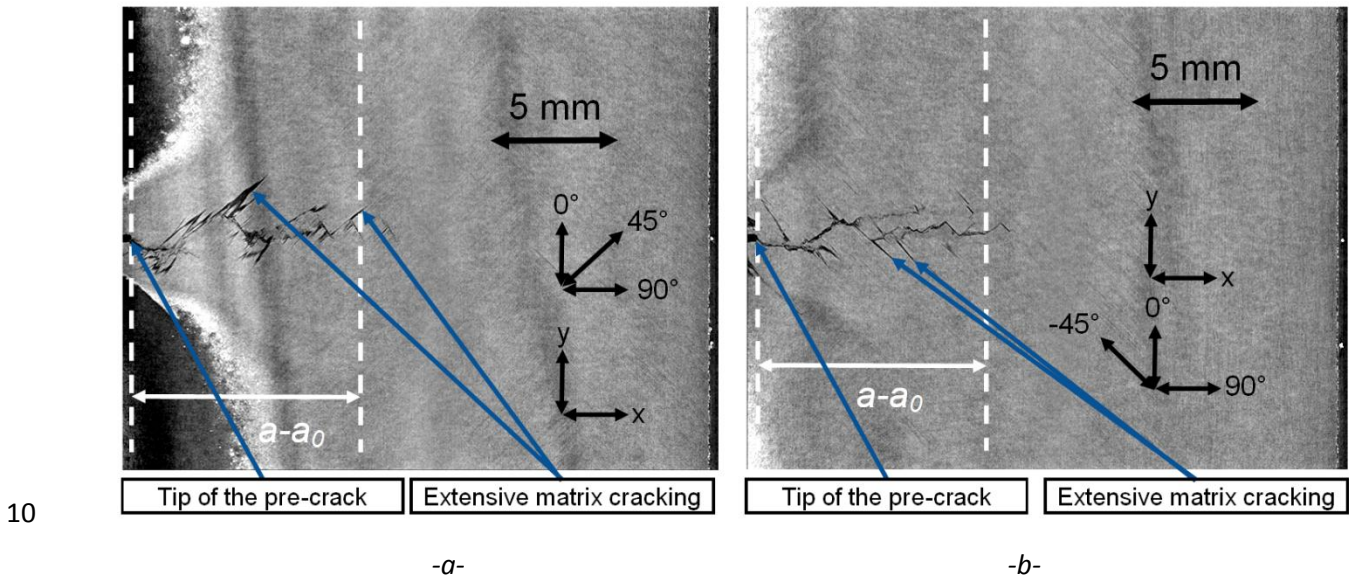 5 mm
0°
45°
90°
y
x
a-a0
Tip of the pre-crack
Extensive matrix cracking
5 mm
y
x
-45°
0°
90°
a-a0
Tip of the pre-crack
Extensive matrix cracking
10
-a-
-b-